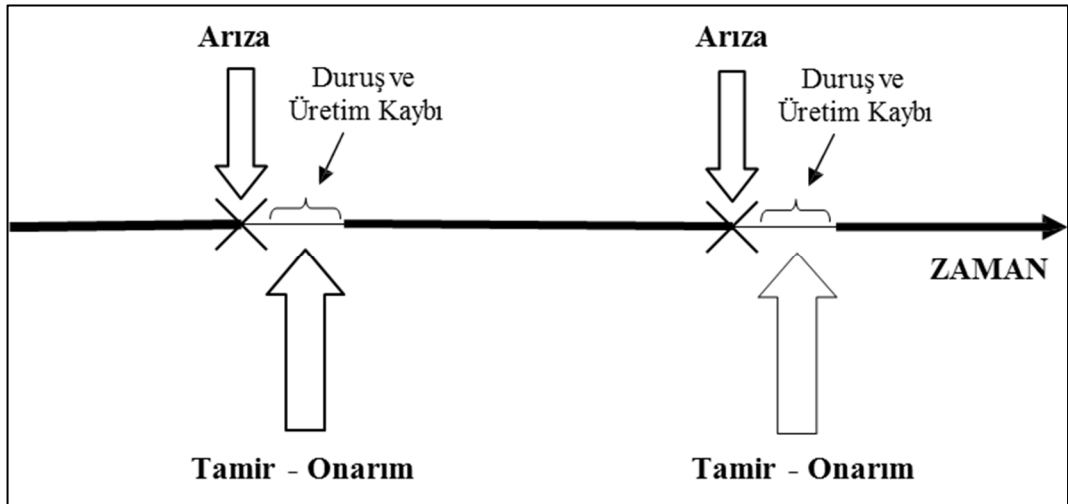 Arıza
Arıza
Duruş ve
Üretim Kaybı
Duruş ve
Üretim Kaybı
ZAMAN
Tamir - Onarım
Tamir - Onarım